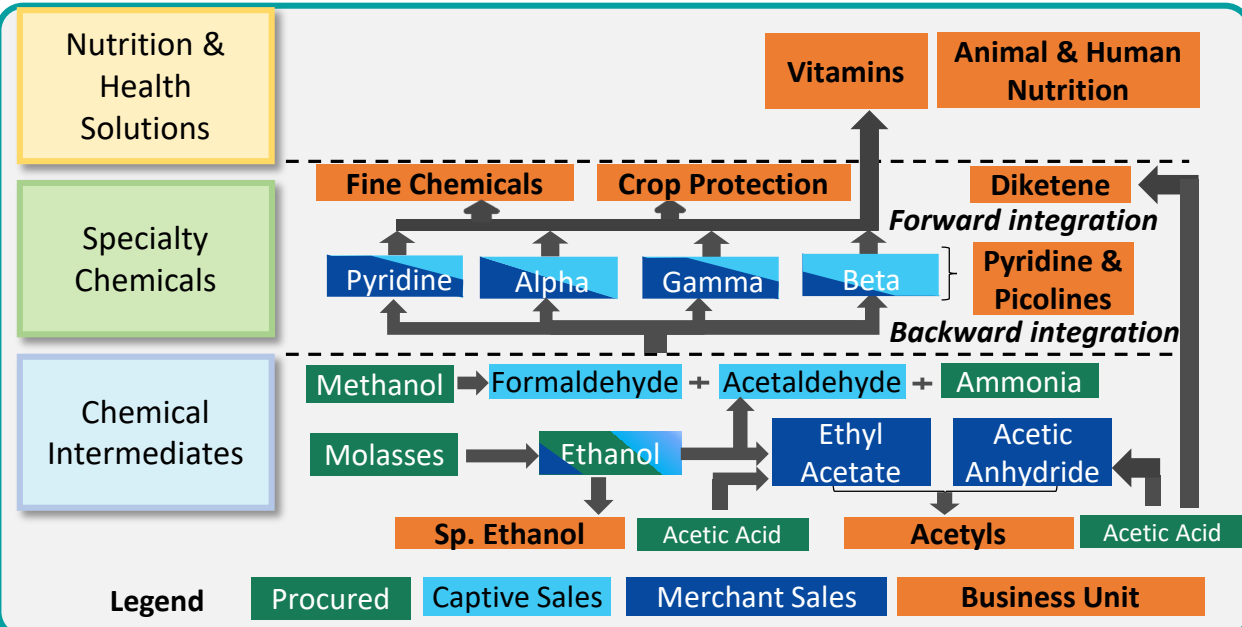 Nutrition &
Health
Solutions
Vitamins
Animal & Human
Nutrition
Specialty
Chemicals
Fine Chemicals
Crop Protection
Diketene
Forward integration
Pyridine
Alpha
Gamma
Beta
Pyridine &
Picolines
Backward integration
Chemical
Intermediates
Methanol
Formaldehyde
+
Acetaldehyde
+
Ammonia
Molasses
Ethanol
Ethyl
Acetate
Acetic
Anhydride
Sp. Ethanol
Acetic Acid
Acetyls
Acetic Acid
Legend
Procured
Captive Sales
Merchant Sales
Business Unit